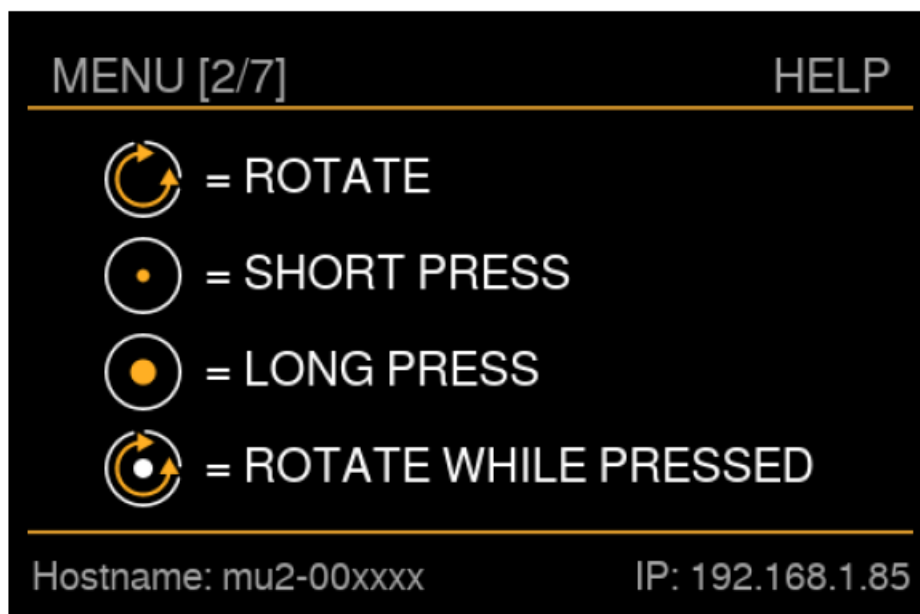 MENU [2/7] HELP
= ROTATE
= SHORT PRESS
= LONG PRESS
= ROTATE WHILE PRESSED
Hostname: mu2-00xxxx IP: 192.168.1.85